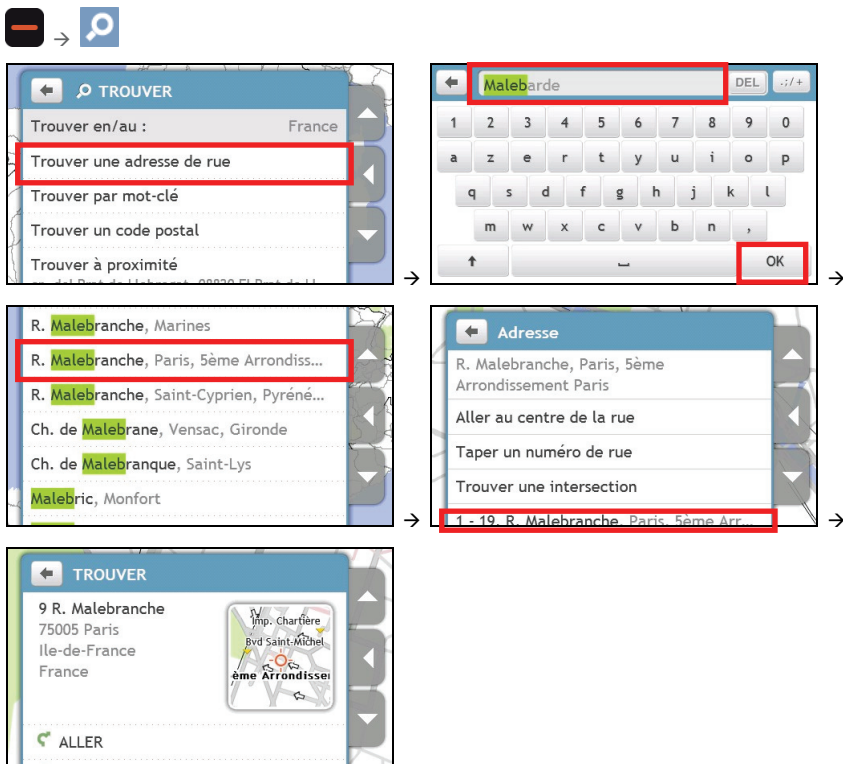 →
TROUVER
Trouver en/au : France
Trouver une adresse de rue
Trouver par mot-clé
Trouver un code postal
Trouver à proximité
→
Malebarde DEL .:/+
1 2 3 4 5 6 7 8 9 0
a z e r t y u i o p
q s d f g h j k l
m w x c v b n ,
OK
→
R. Malebranche, Marines
R. Malebranche, Paris, 5ème Arrondiss...
R. Malebranche, Saint-Cyprien, Pyréné...
Ch. de Malebrane, Vensac, Gironde
Ch. de Malebranque, Saint-Lys
Malebric, Monfort
→
Adresse
R. Malebranche, Paris, 5ème
Arrondissement Paris
Aller au centre de la rue
Taper un numéro de rue
Trouver une intersection
1 - 19, R. Malebranche, Paris, 5ème Arr...
→
TROUVER
9 R. Malebranche
75005 Paris
Ile-de-France
France
Imp. Chartière
Bvd Saint-Michel
ème Arrondisse
ALLER